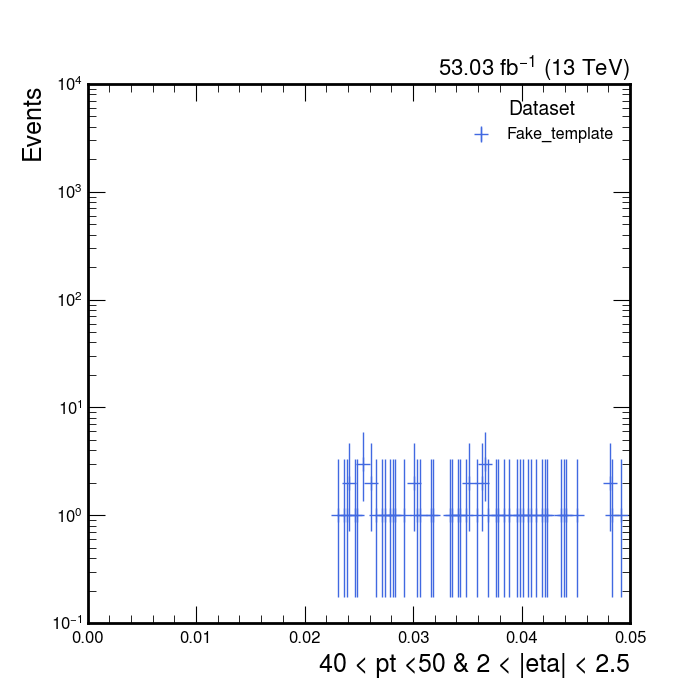 53.03 fb⁻¹ (13 TeV)
Events
Dataset
Fake_template
10⁴
10³
10²
10¹
10⁰
10⁻¹
0.00 0.01 0.02 0.03 0.04 0.05
40 < pt <50 & 2 < |eta| < 2.5